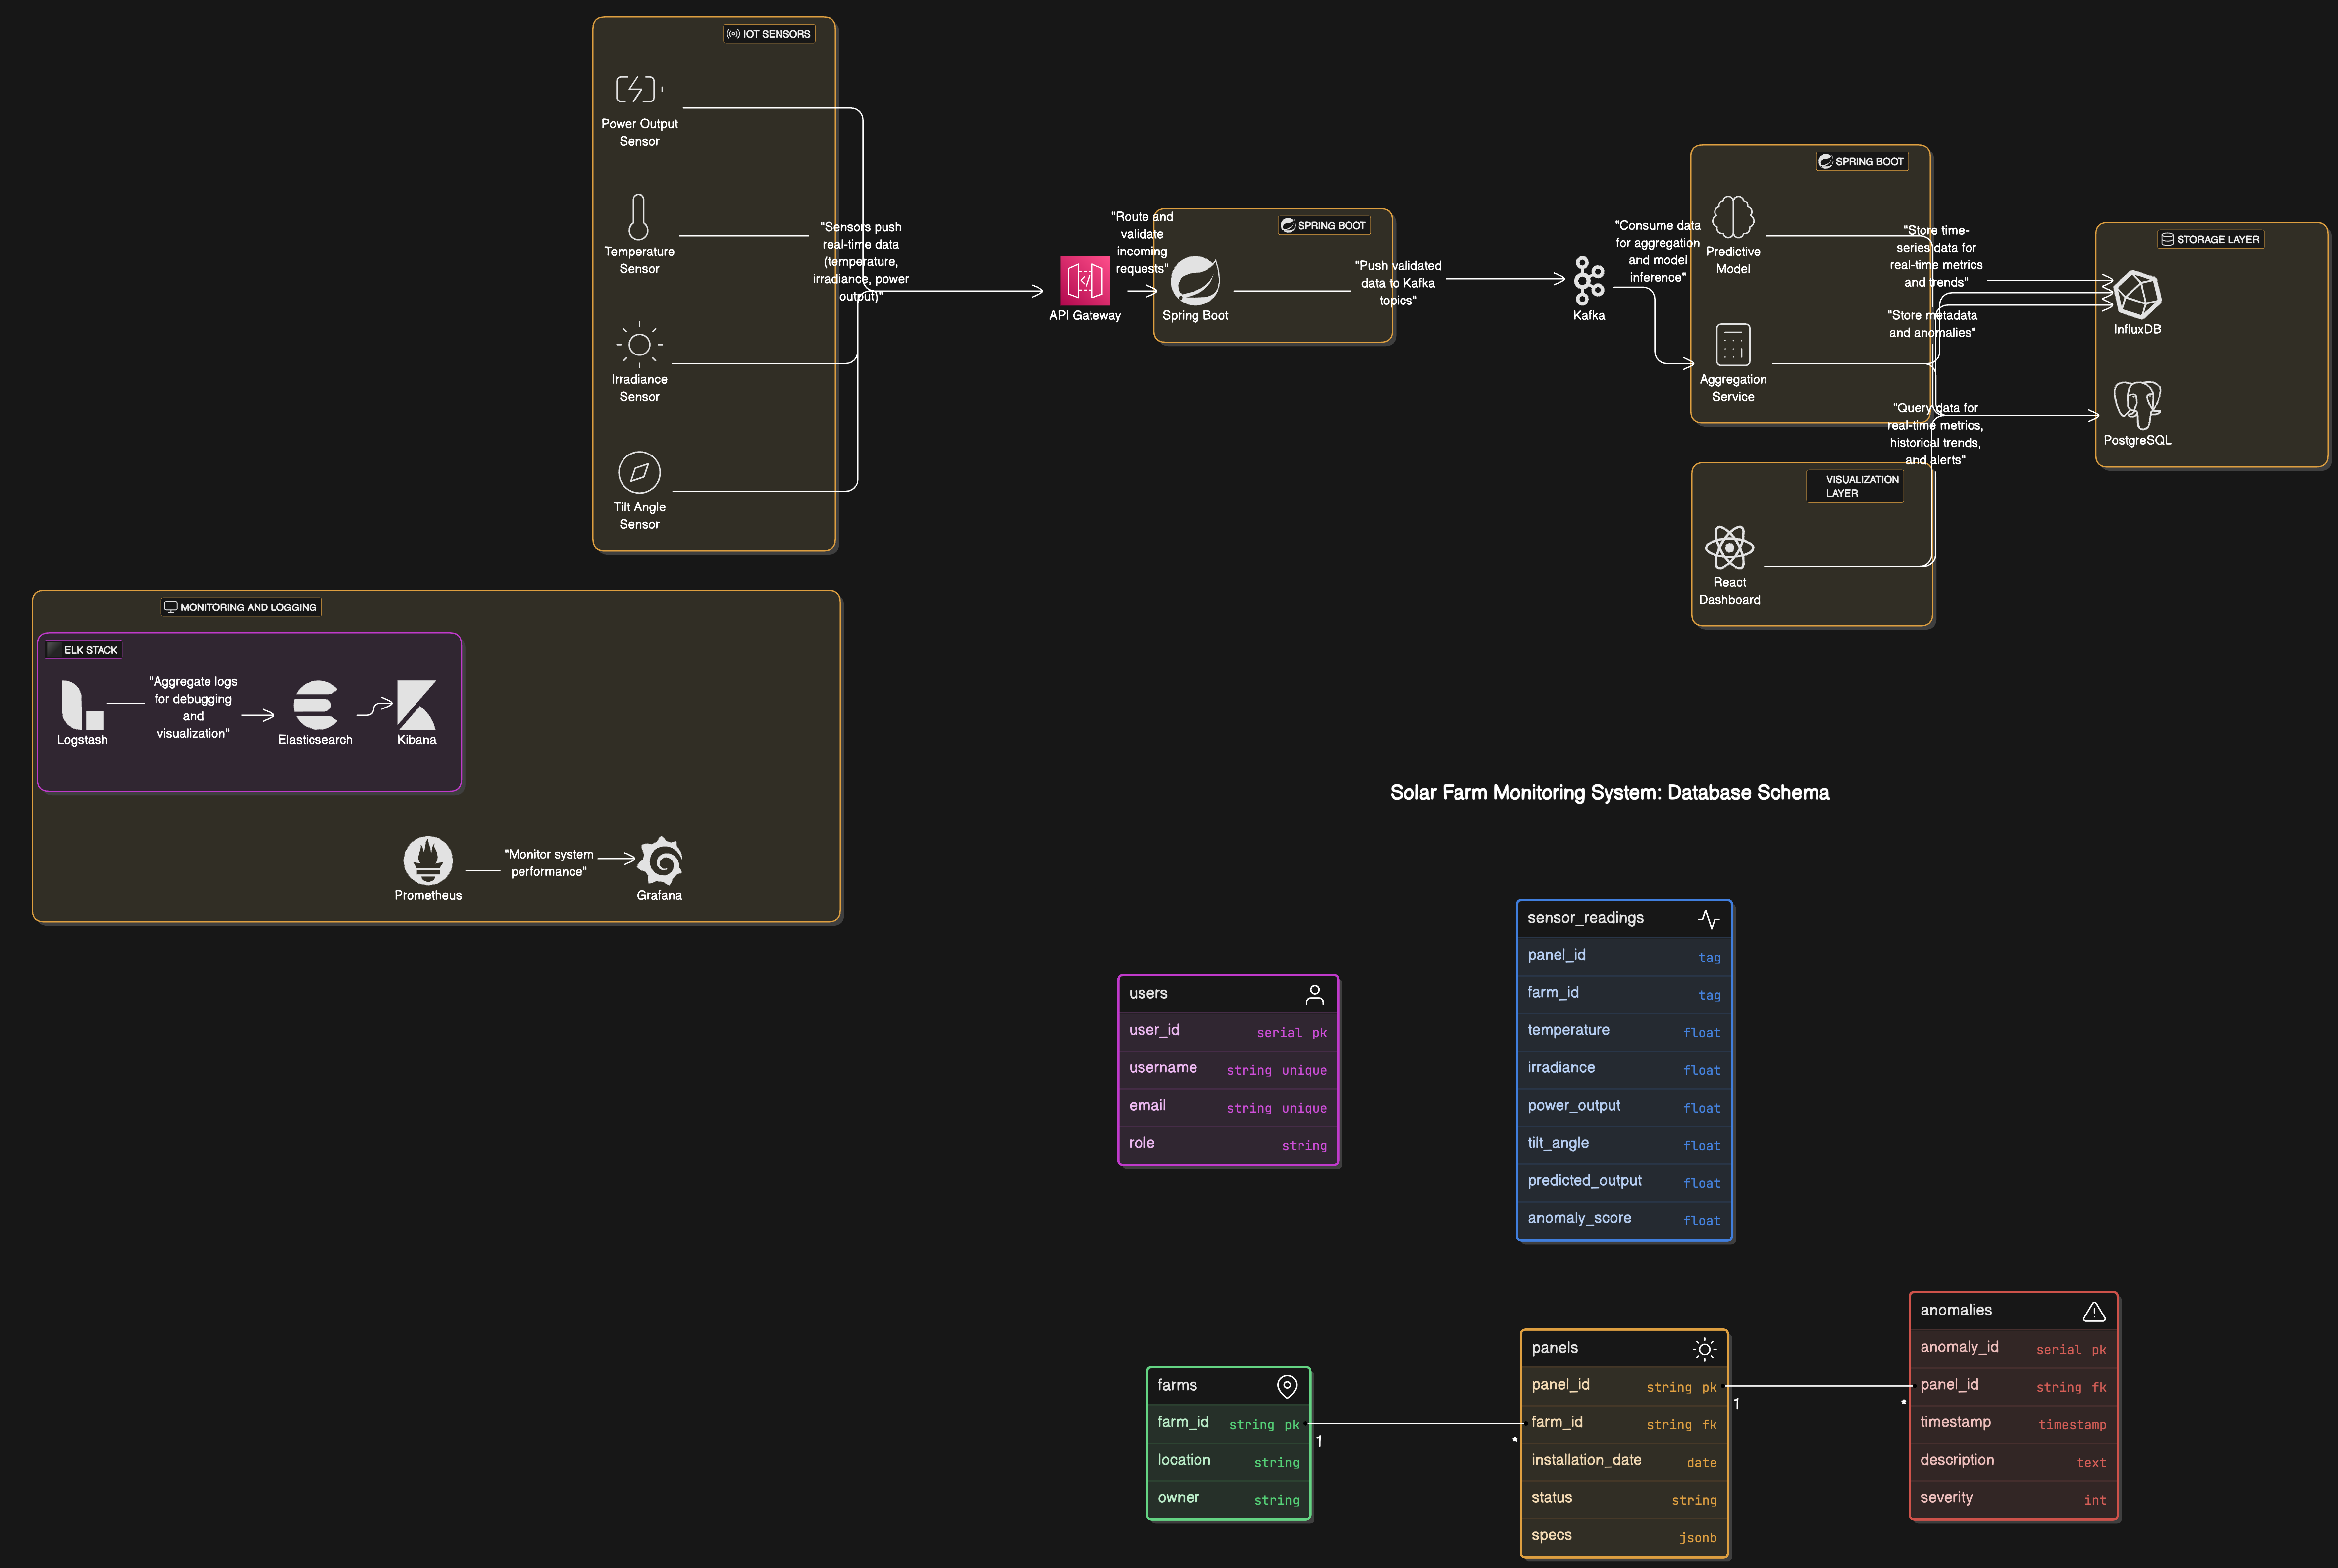 IOT SENSORS
Power Output
Sensor
Temperature
Sensor
Irradiance
Sensor
Tilt Angle
Sensor
"Sensors push
real-time data
(temperature,
irradiance, power
output)"
API Gateway
"Route and
validate
incoming
requests"
SPRING BOOT
Spring Boot
"Push validated
data to Kafka
topics"
Kafka
"Consume data
for aggregation
and model
inference"
SPRING BOOT
Predictive
Model
Aggregation
Service
"Store time-
series data for
real-time metrics
and trends"
"Store metadata
and anomalies"
"Query data for
real-time metrics,
historical trends,
and alerts"
STORAGE LAYER
InfluxDB
PostgreSQL
VISUALIZATION
LAYER
React
Dashboard
MONITORING AND LOGGING
ELK STACK
Logstash
"Aggregate logs
for debugging
and
visualization"
Elasticsearch
Kibana
Prometheus
"Monitor system
performance"
Grafana
Solar Farm Monitoring System: Database Schema
users
user_id serial pk
username string unique
email string unique
role string
sensor_readings
panel_id tag
farm_id tag
temperature float
irradiance float
power_output float
tilt_angle float
predicted_output float
anomaly_score float
farms
farm_id string pk
location string
owner string
1
*
panels
panel_id string pk
farm_id string fk
installation_date date
status string
specs jsonb
1
*
anomalies
anomaly_id serial pk
panel_id string fk
timestamp timestamp
description text
severity int